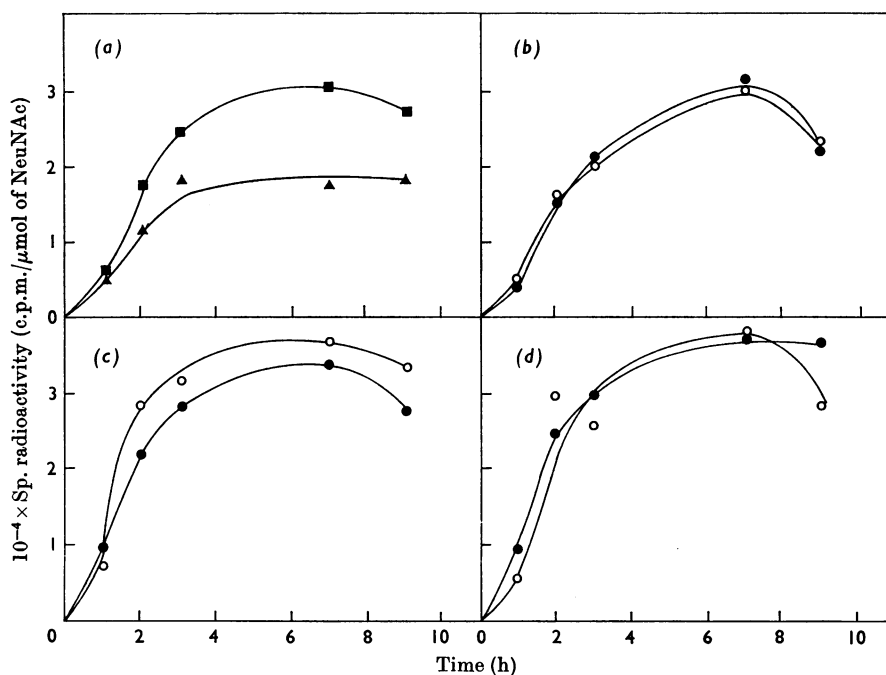 10⁻⁴ × Sp. radioactivity (c.p.m./μmol of NeuNAc)
(a)
3
2
1
0
(b)
(c)
3
2
1
0 2 4 6 8 10
(d)
0 2 4 6 8 10
Time (h)